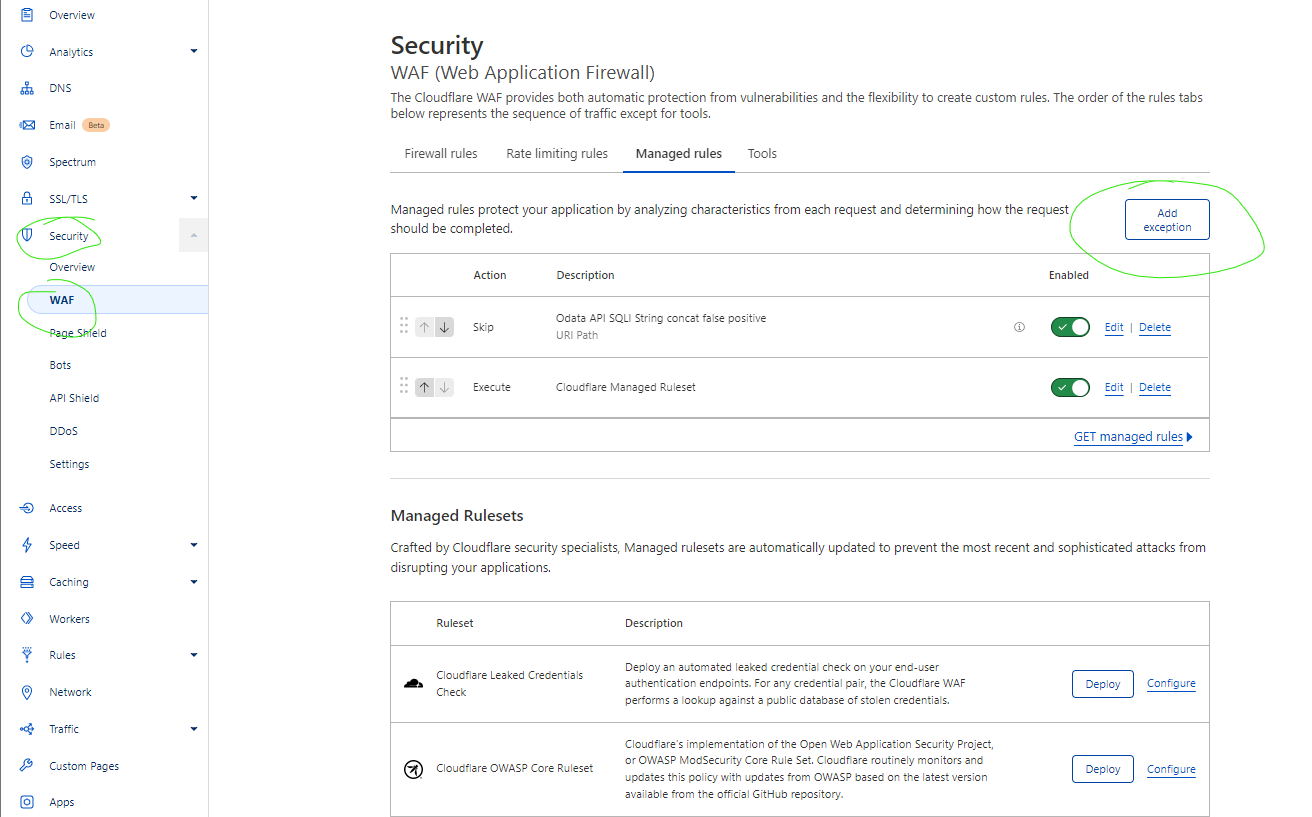 Overview
Analytics
DNS
Email Beta
Spectrum
SSL/TLS
Security
Overview
WAF
Page Shield
Bots
API Shield
DDoS
Settings
Access
Speed
Caching
Workers
Rules
Network
Traffic
Custom Pages
Apps
Security
WAF (Web Application Firewall)
The Cloudflare WAF provides both automatic protection from vulnerabilities and the flexibility to create custom rules. The order of the rules tabs
below represents the sequence of traffic except for tools.
Firewall rules Rate limiting rules Managed rules Tools
Managed rules protect your application by analyzing characteristics from each request and determining how the request
should be completed.
Add
exception
Action Description Enabled
Skip
Odata API SQLI String concat false positive
URI Path
Edit | Delete
Execute Cloudflare Managed Ruleset Edit | Delete
GET managed rules
Managed Rulesets
Crafted by Cloudflare security specialists, Managed rulesets are automatically updated to prevent the most recent and sophisticated attacks from
disrupting your applications.
Ruleset Description
Cloudflare Leaked Credentials
Check
Deploy an automated leaked credential check on your end-user
authentication endpoints. For any credential pair, the Cloudflare WAF
performs a lookup against a public database of stolen credentials.
Deploy Configure
Cloudflare OWASP Core Ruleset
Cloudflare's implementation of the Open Web Application Security Project,
or OWASP ModSecurity Core Rule Set. Cloudflare routinely monitors and
updates this policy with updates from OWASP based on the latest version
available from the official GitHub repository.
Deploy Configure